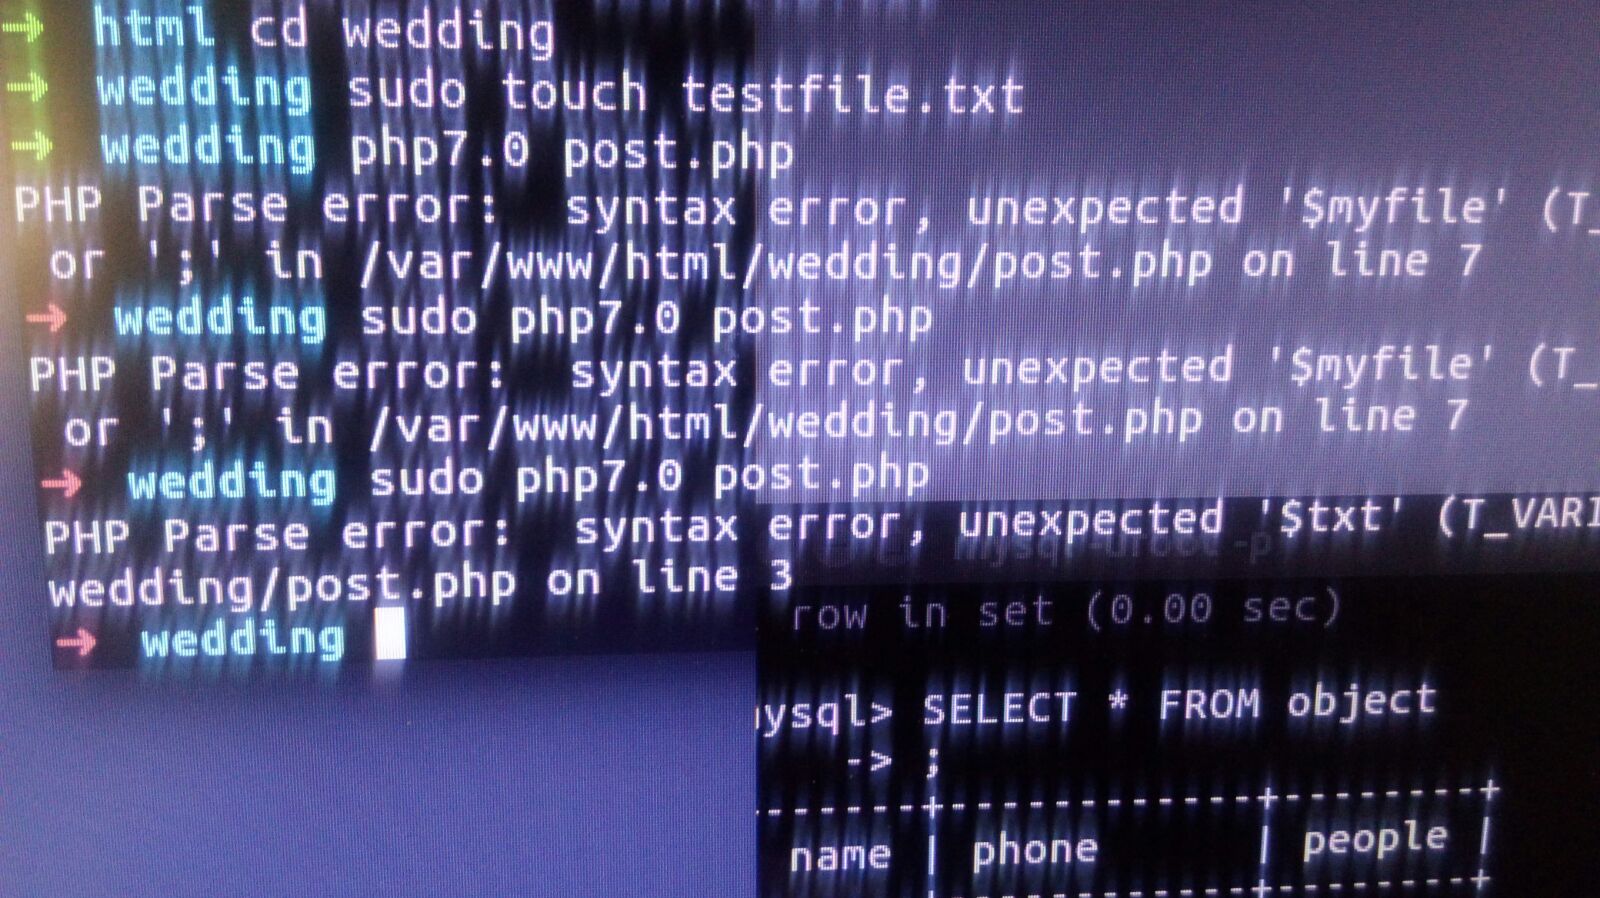 → html cd wedding
→ wedding sudo touch testfile.txt
→ wedding php7.0 post.php
PHP Parse error: syntax error, unexpected '$myfile' (T_
or ';' in /var/www/html/wedding/post.php on line 7
→ wedding sudo php7.0 post.php
PHP Parse error: syntax error, unexpected '$myfile' (T_
or ';' in /var/www/html/wedding/post.php on line 7
→ wedding sudo php7.0 post.php
PHP Parse error: syntax error, unexpected '$txt' (T_VARI
wedding/post.php on line 3
→ wedding
row in set (0.00 sec)
ysql> SELECT * FROM object
-> ;
------+------------+--------+
name | phone | people |
+------------+--------+